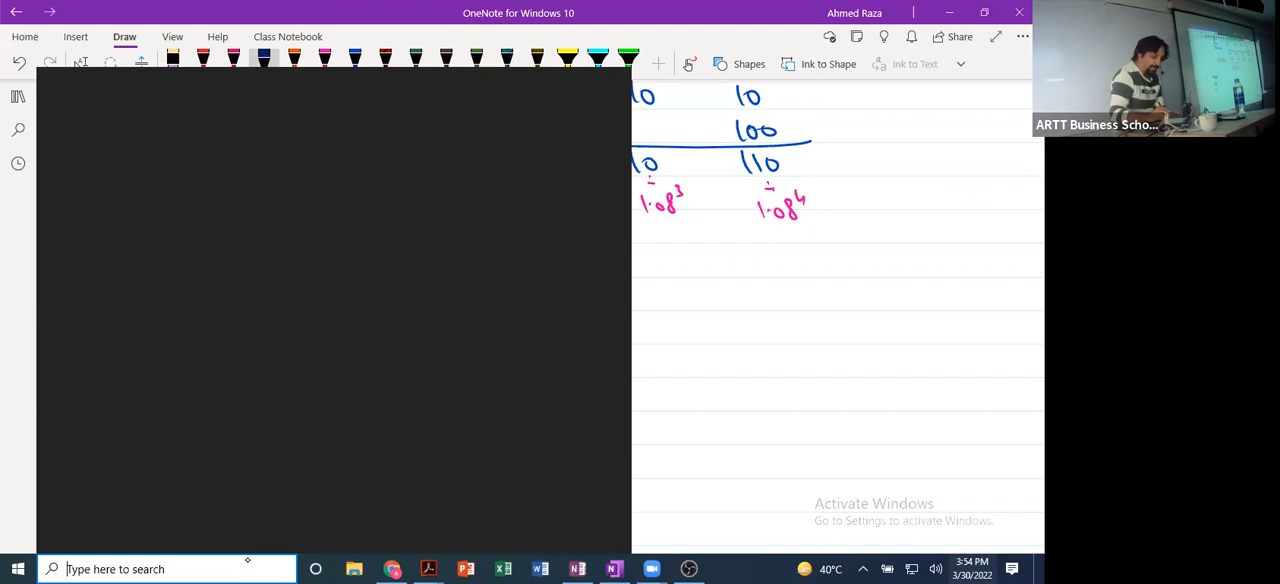 OneNote for Windows 10
Ahmed Raza
Home Insert Draw View Help Class Notebook
Share
Shapes Ink to Shape Ink to Text
ARTT Business Scho...
10 10
100
10 110
÷ ÷
1.08³ 1.08⁴
Activate Windows
Go to Settings to activate Windows.
Type here to search
40°C
3:54 PM
3/30/2022